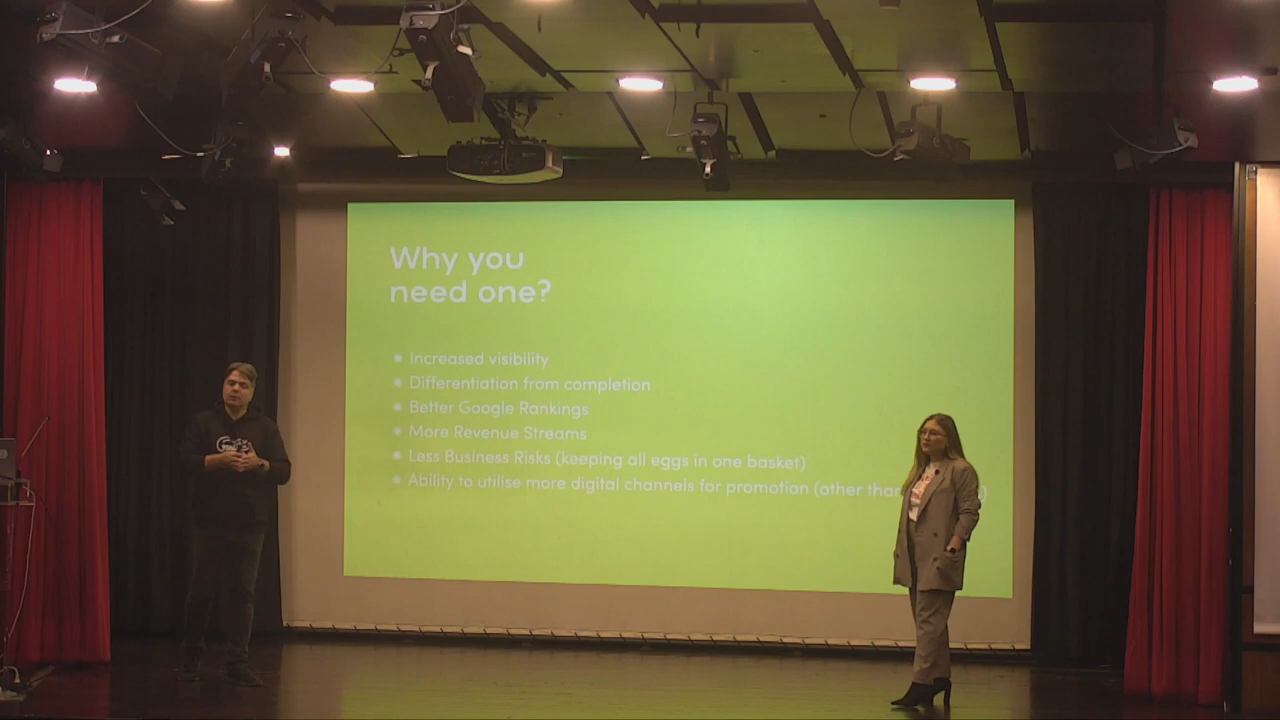 Why you
need one?
Increased visibility
Differentiation from completion
Better Google Rankings
More Revenue Streams
Less Business Risks (keeping all eggs in one basket)
Ability to utilise more digital channels for promotion (other than